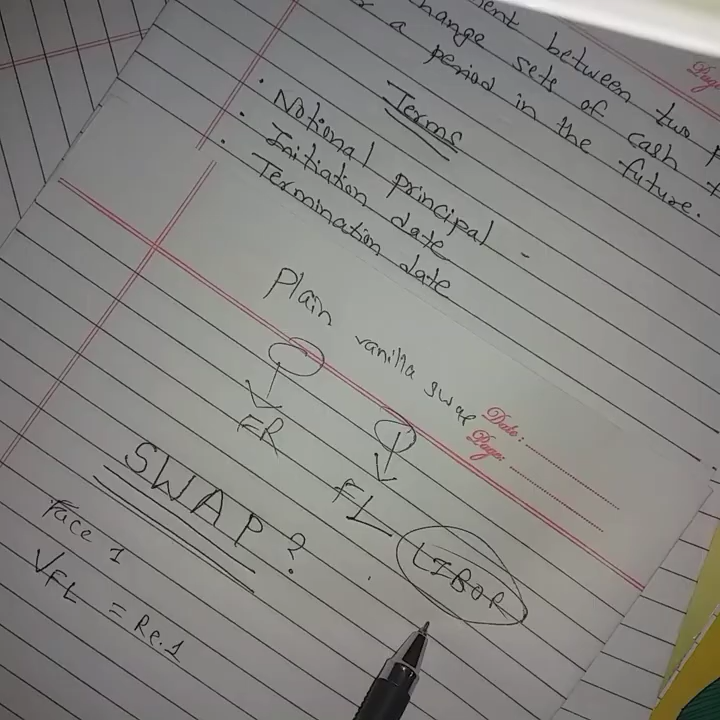 ent between two
hange sets of cash
a period in the future.
Terms
• Notional principal -
• Initiation date
• Termination date
Plain vanilla swap
FR
FL
LIBOR
Date:
Page:
SWAP?
Face 1
VFL = Re.1